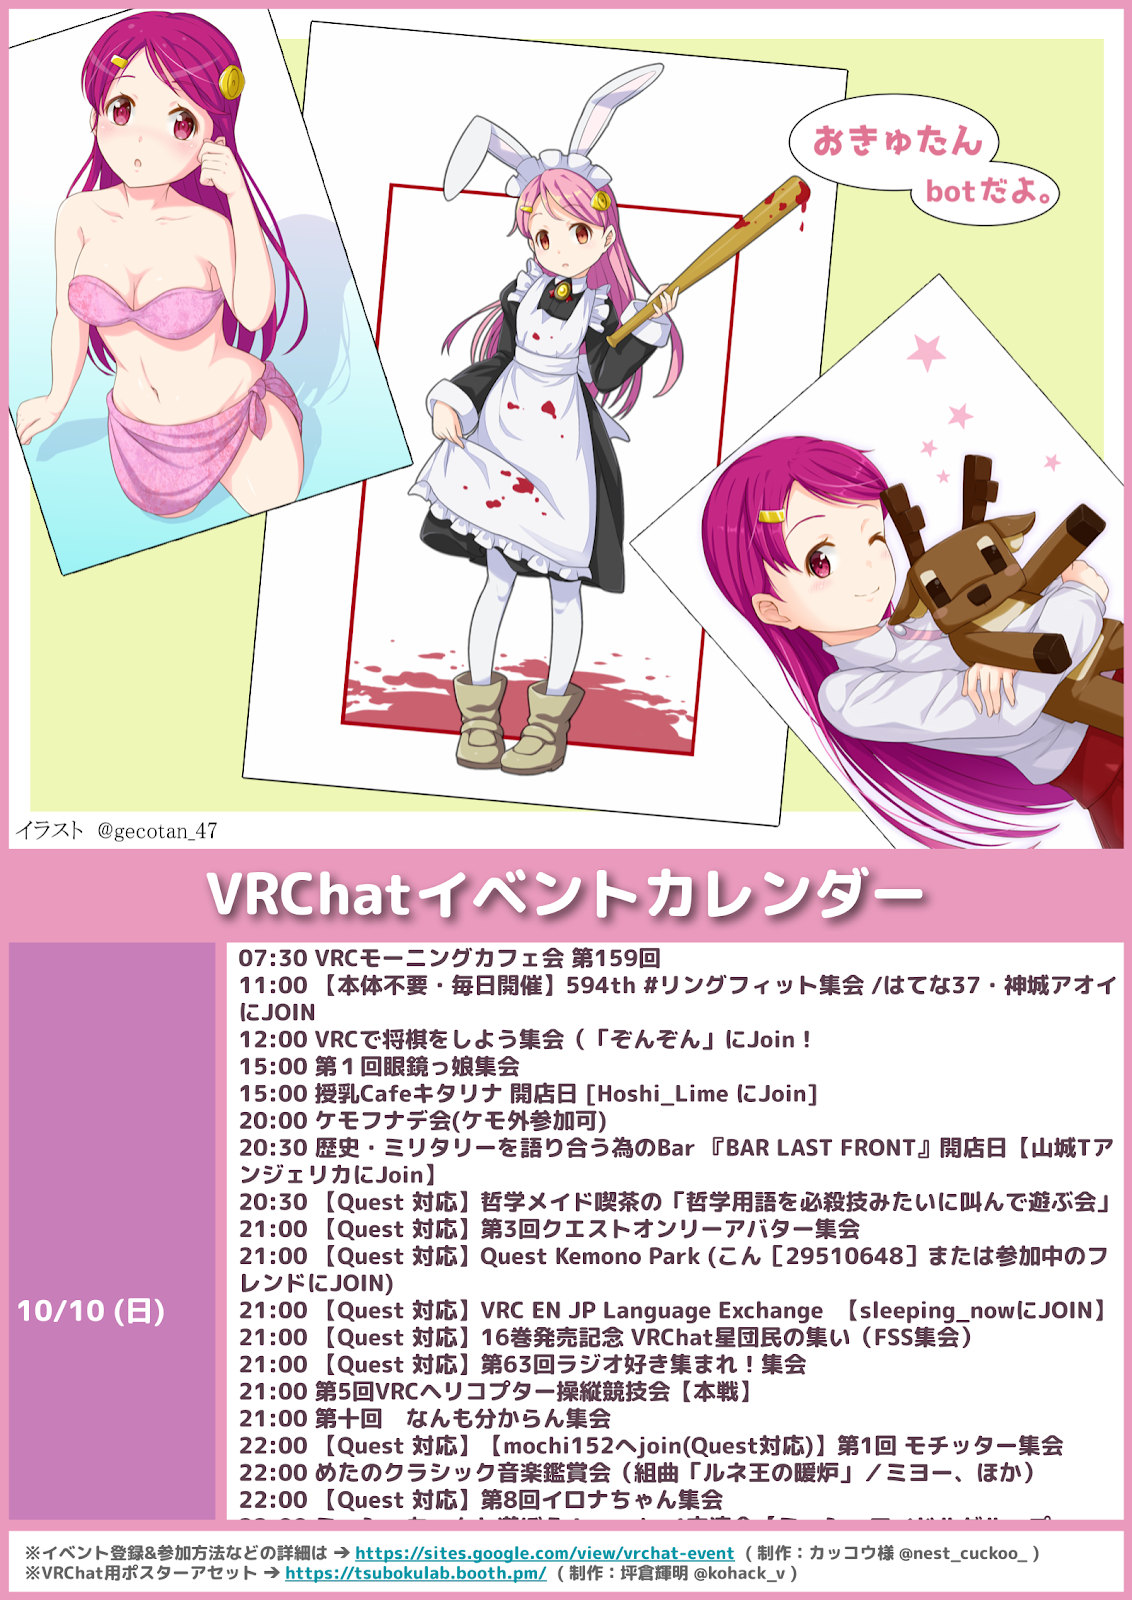 おきゅたん
botだよ。
イラスト @gecotan_47
VRChatイベントカレンダー
10/10 (日)
07:30 VRCモーニングカフェ会 第159回
11:00 【本体不要・毎日開催】594th #リングフィット集会 /はてな37・神城アオイ
にJOIN
12:00 VRCで将棋をしよう集会（「ぞんぞん」にJoin！
15:00 第１回眼鏡っ娘集会
15:00 授乳Cafeキタリナ 開店日 [Hoshi_Lime にJoin]
20:00 ケモフナデ会(ケモ外参加可)
20:30 歴史・ミリタリーを語り合う為のBar 『BAR LAST FRONT』開店日【山城Tア
ンジェリカにJoin】
20:30 【Quest 対応】哲学メイド喫茶の「哲学用語を必殺技みたいに叫んで遊ぶ会」
21:00 【Quest 対応】第3回クエストオンリーアバター集会
21:00 【Quest 対応】Quest Kemono Park (こん［29510648］または参加中のフ
レンドにJOIN)
21:00 【Quest 対応】VRC EN JP Language Exchange 【sleeping_nowにJOIN】
21:00 【Quest 対応】16巻発売記念 VRChat星団民の集い（FSS集会）
21:00 【Quest 対応】第63回ラジオ好き集まれ！集会
21:00 第5回VRCヘリコプター操縦競技会【本戦】
21:00 第十回　なんも分からん集会
22:00 【Quest 対応】【mochi152へjoin(Quest対応)】第1回 モチッター集会
22:00 めたのクラシック音楽鑑賞会（組曲「ルネ王の暖炉」／ミヨー、ほか）
22:00 【Quest 対応】第8回イロナちゃん集会
※イベント登録&参加方法などの詳細は ➔ https://sites.google.com/view/vrchat-event （ 制作：カッコウ様 @nest_cuckoo_ ）
※VRChat用ポスターアセット ➔ https://tsubokulab.booth.pm/ （ 制作：坪倉輝明 @kohack_v ）